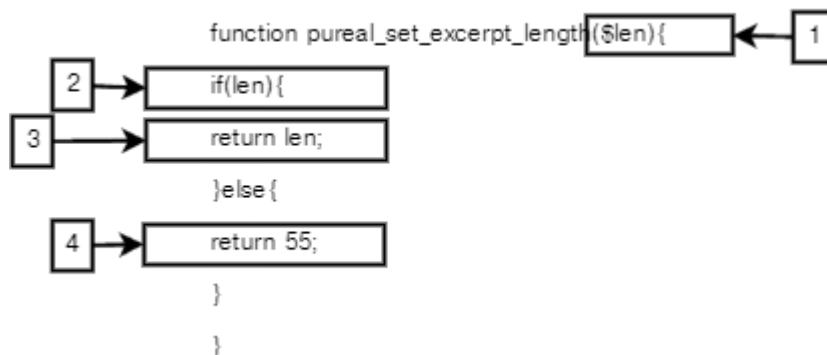 function pureal_set_excerpt_length($len){ 1
2 if(len){
3 return len;
}else{
4 return 55;
}
}